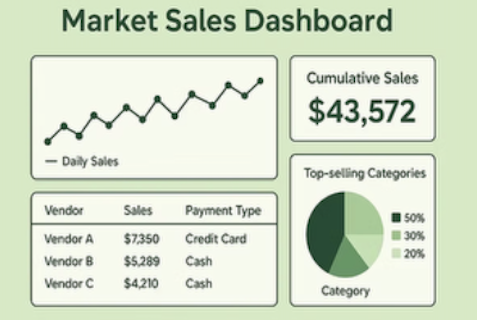 Market Sales Dashboard
— Daily Sales
Cumulative Sales
$43,572
Vendor Sales Payment Type
Vendor A $7,350 Credit Card
Vendor B $5,289 Cash
Vendor C $4,210 Cash
Top-selling Categories
50%
30%
20%
Category